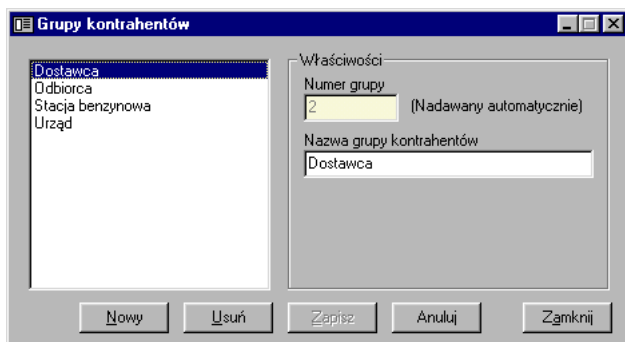 Grupy kontrahentów
Dostawca
Odbiorca
Stacja benzynowa
Urząd
Właściwości
Numer grupy
2 (Nadawany automatycznie)
Nazwa grupy kontrahentów
Dostawca
Nowy Usuń Zapisz Anuluj Zamknij